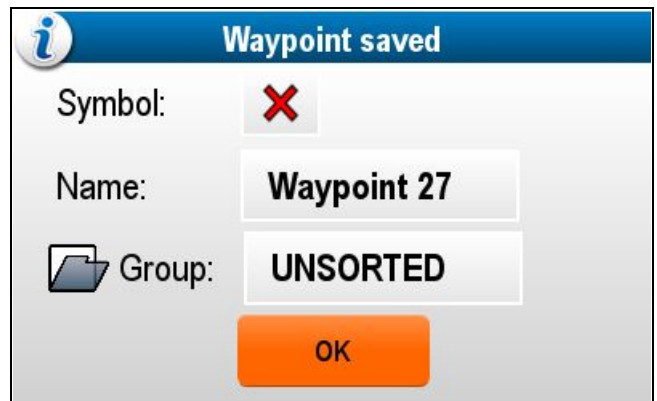 Waypoint saved
Symbol:
Name: Waypoint 27
Group: UNSORTED
OK